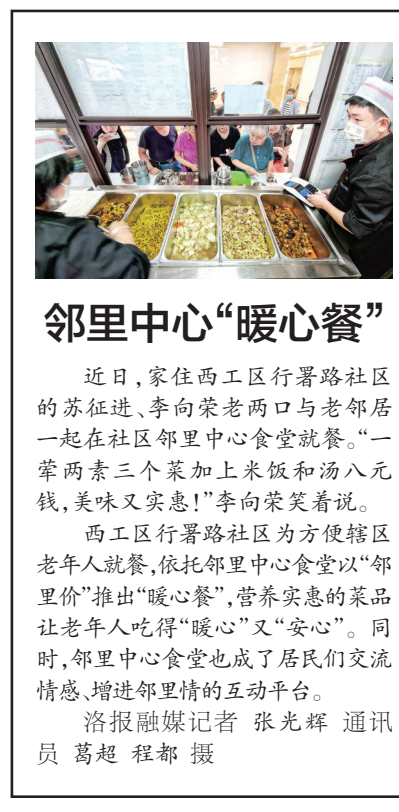 邻里中心“暖心餐”
近日,家住西工区行署路社区
的苏征进、李向荣老两口与老邻居
一起在社区邻里中心食堂就餐。“一
荤两素三个菜加上米饭和汤八元
钱,美味又实惠!”李向荣笑着说。
西工区行署路社区为方便辖区
老年人就餐,依托邻里中心食堂以“邻
里价”推出“暖心餐”,营养实惠的菜品
让老年人吃得“暖心”又“安心”。同
时,邻里中心食堂也成了居民们交流
情感、增进邻里情的互动平台。
洛报融媒记者 张光辉 通讯
员 葛超 程都 摄